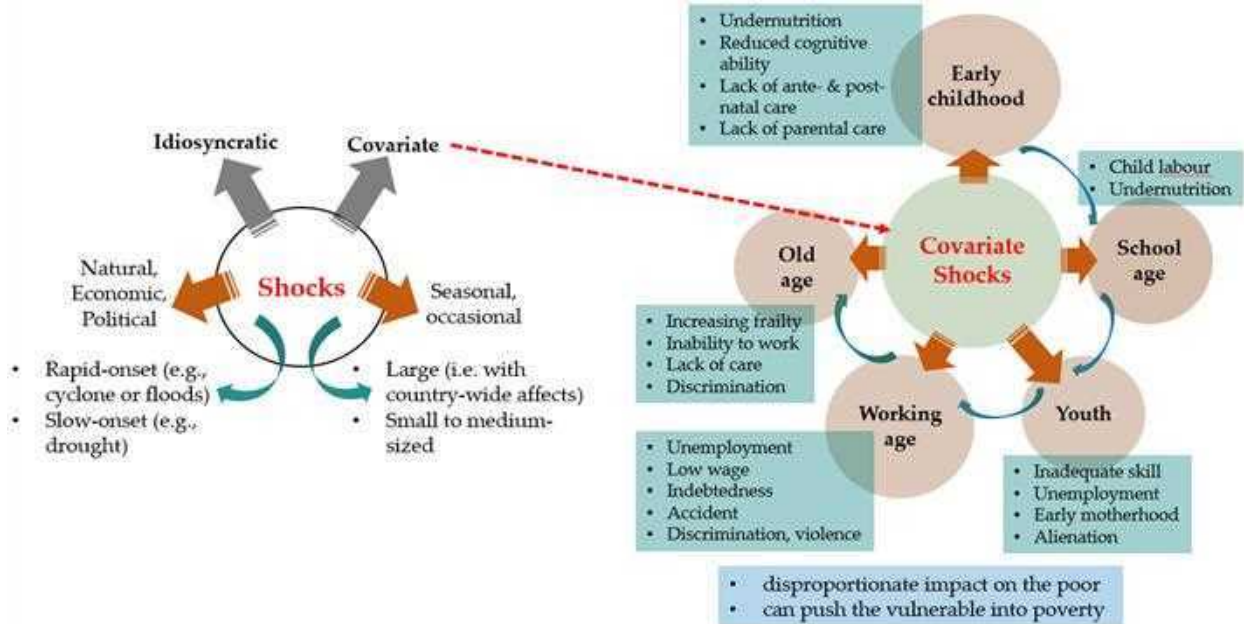 Idiosyncratic
Covariate
Natural,
Economic,
Political
Shocks
Seasonal,
occasional
• Rapid-onset (e.g.,
cyclone or floods)
• Slow-onset (e.g.,
drought)
• Large (i.e. with
country-wide affects)
• Small to medium-
sized
• Undernutrition
• Reduced cognitive
ability
• Lack of ante- & post-
natal care
• Lack of parental care
Early
childhood
• Child labour
• Undernutrition
Covariate
Shocks
School
age
Old
age
• Increasing frailty
• Inability to work
• Lack of care
• Discrimination
Working
age
Youth
• Unemployment
• Low wage
• Indebtedness
• Accident
• Discrimination, violence
• Inadequate skill
• Unemployment
• Early motherhood
• Alienation
• disproportionate impact on the poor
• can push the vulnerable into poverty